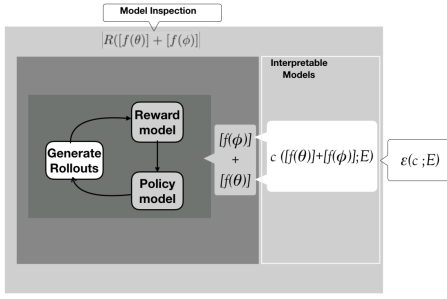 Model Inspection
|R([f(θ)] + [f(ϕ)]|
Interpretable
Models
Reward
model
Generate
Rollouts
Policy
model
[f(ϕ)]
+
[f(θ)]
c ([f(θ)]+[f(ϕ)];E)
ε(c ;E)